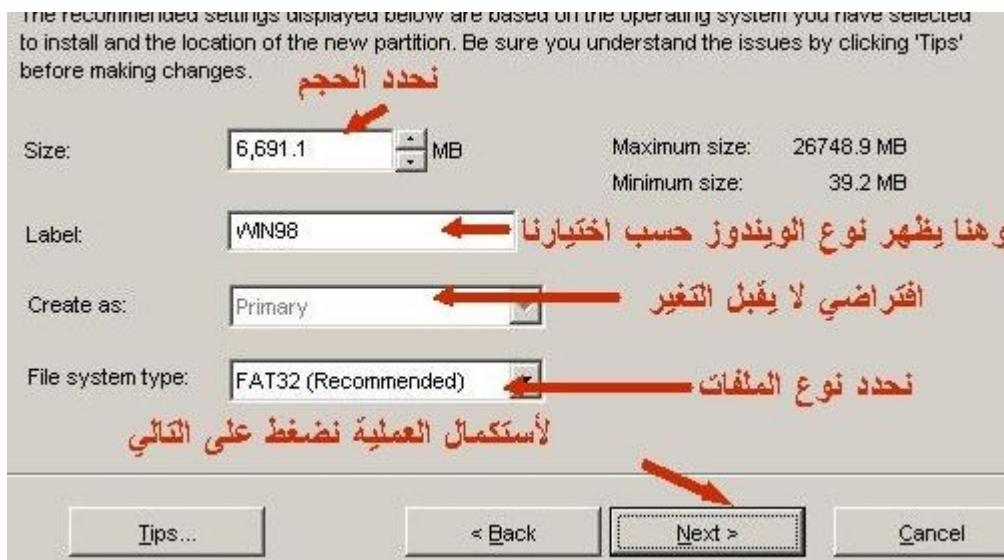 The recommended settings displayed below are based on the operating system you have selected
to install and the location of the new partition. Be sure you understand the issues by clicking 'Tips'
before making changes.
نحدد الحجم
Size: 6,691.1 MB Maximum size: 26748.9 MB
Minimum size: 39.2 MB
Label: WIN98 وهنا يظهر نوع الويندوز حسب اختيارنا
Create as: Primary افتراضي لا يقبل التغير
File system type: FAT32 (Recommended) نحدد نوع الملفات
لأستكمال العملية نضغط على التالي
Tips... < Back Next > Cancel